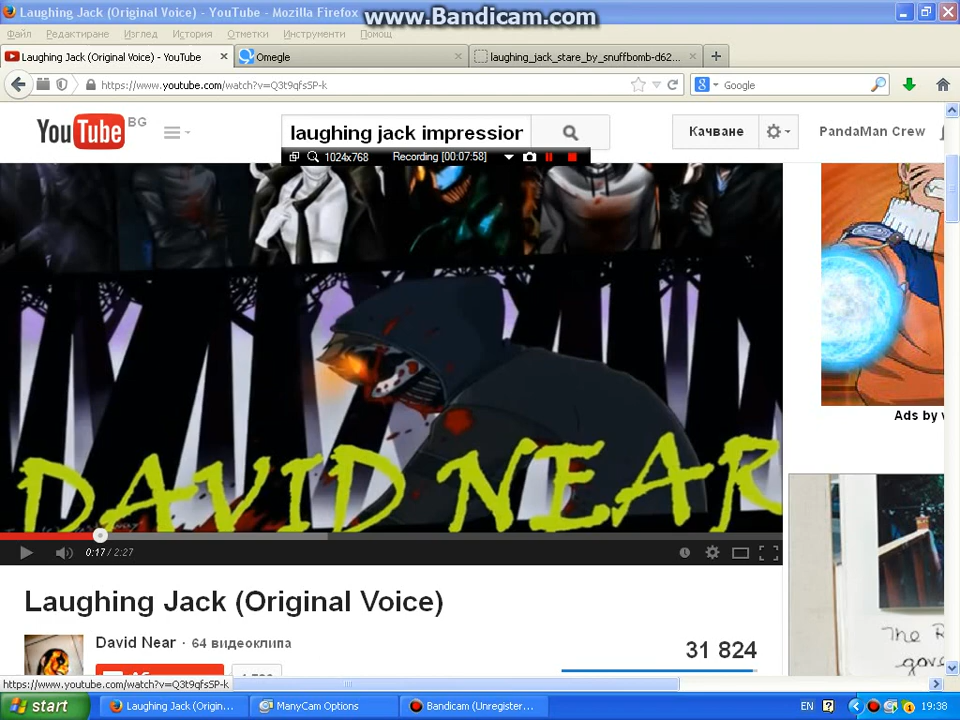 Laughing Jack (Original Voice) - YouTube - Mozilla Firefox
www.Bandicam.com
Файл Редактиране Изглед История Отметки Инструменти Помощ
Laughing Jack (Original Voice) - YouTube
Omegle
laughing_jack_stare_by_snuffbomb-d62...
https://www.youtube.com/watch?v=Q3t9qfsSP-k
Google
YouTube BG
laughing jack impression
Качване
PandaMan Crew
1024x768 Recording [00:07:58]
DAVID NEAR
Ads by
0:17 / 2:27
Laughing Jack (Original Voice)
David Near · 64 видеоклипа
31 824
The
https://www.youtube.com/watch?v=Q3t9qfsSP-k
start
Laughing Jack (Origin...
ManyCam Options
Bandicam (Unregister...
EN
19:38